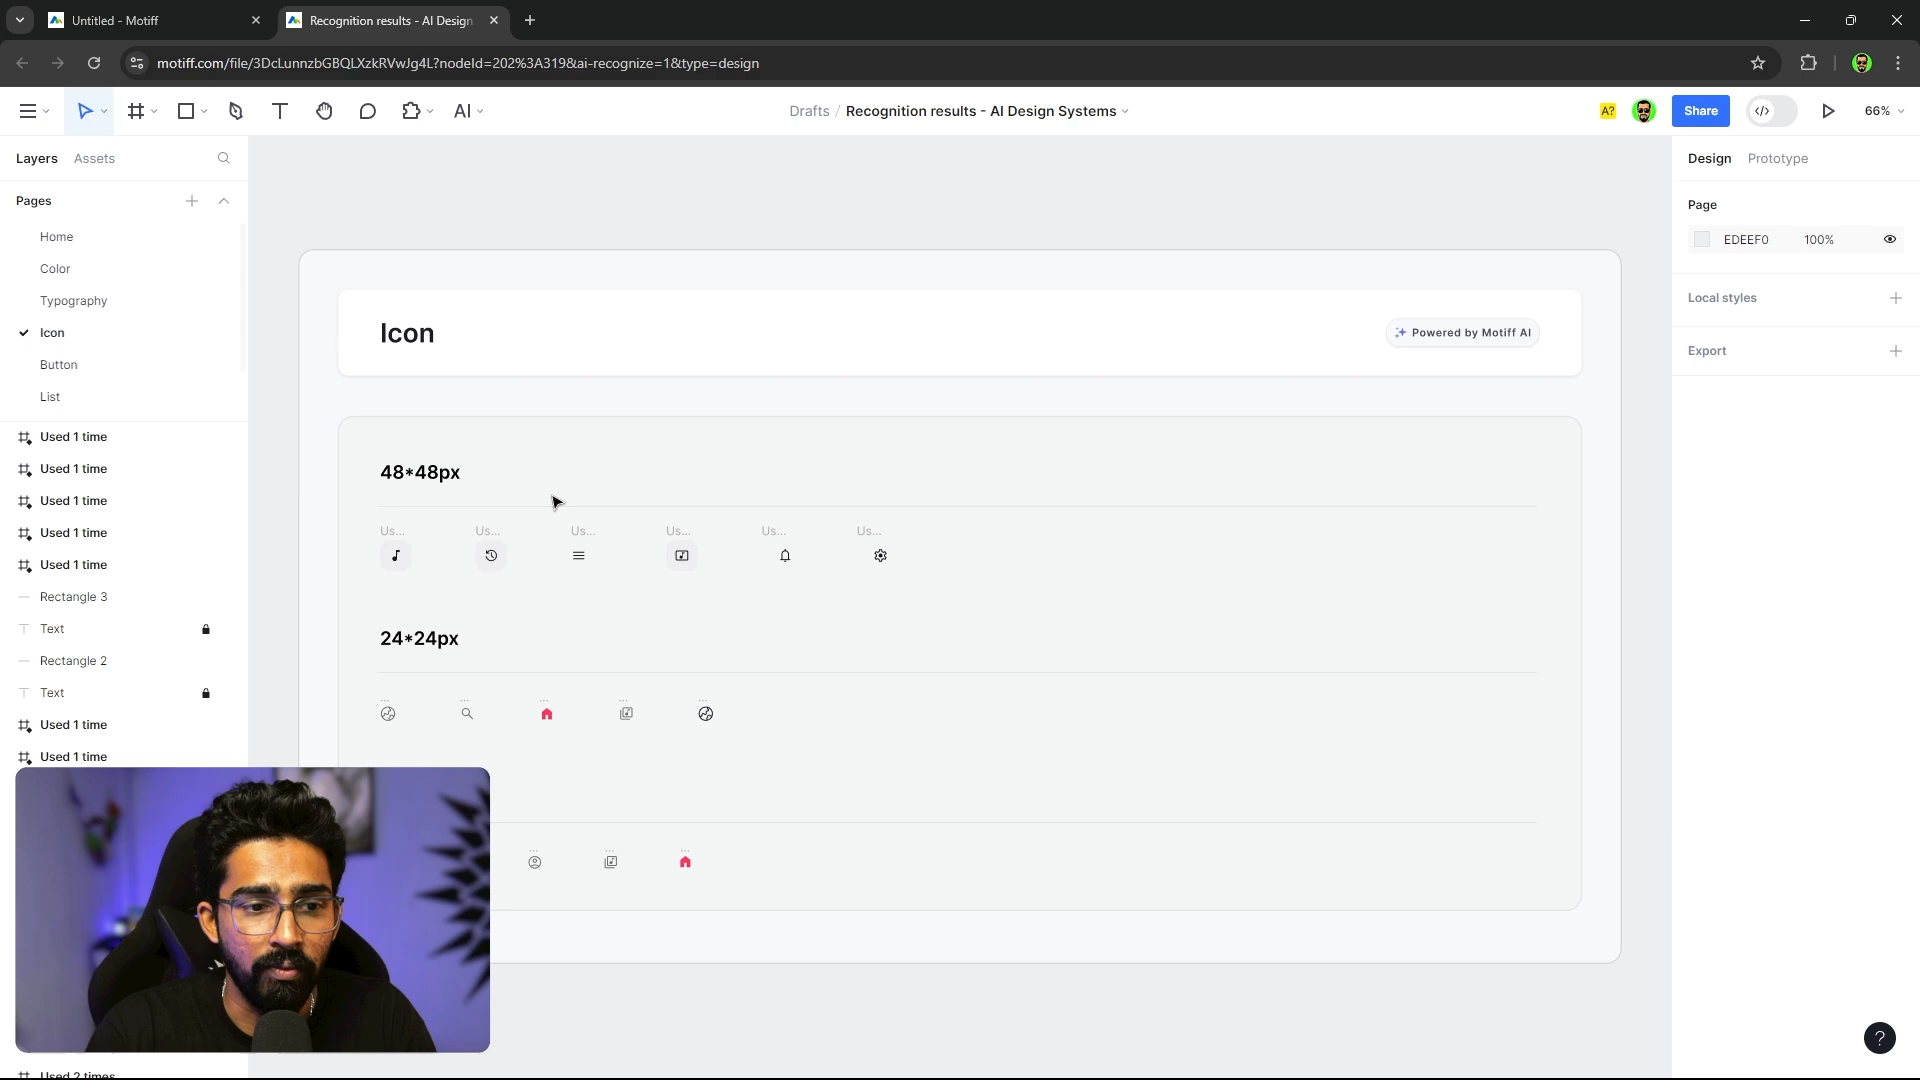 Untitled - Motiff
Recognition results - AI Design
motiff.com/file/3DcLunnzbGBQLXzkRVwJg4L?nodeId=202%3A319&ai-recognize=1&type=design
AI
Drafts / Recognition results - AI Design Systems
A?
Share
66%
Layers
Assets
Design
Prototype
Pages
Page
Home
EDEEF0
100%
Color
Typography
Local styles
Icon
Button
Export
List
Icon
Powered by Motiff AI
Used 1 time
Used 1 time
Used 1 time
Used 1 time
Used 1 time
Rectangle 3
Text
Rectangle 2
Text
Used 1 time
Used 1 time
Used 2 times
48*48px
Us...
Us...
Us...
Us...
Us...
Us...
24*24px
...
...
...
...
...
...
...
...
?